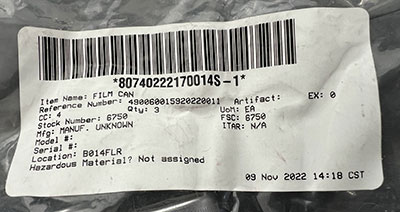 *80740222170014S-1*
Item Name: FILM CAN
Reference Number: 490060015920220011 Artifact: EX: 0
CC: 4 Qty: 3 UoM: EA
Stock Number: 6750 FSC: 6750
Mfg: MANUF. UNKNOWN ITAR: N/A
Model #:
Serial #:
Location: B014FLR
Hazardous Material? Not assigned
09 Nov 2022 14:18 CST